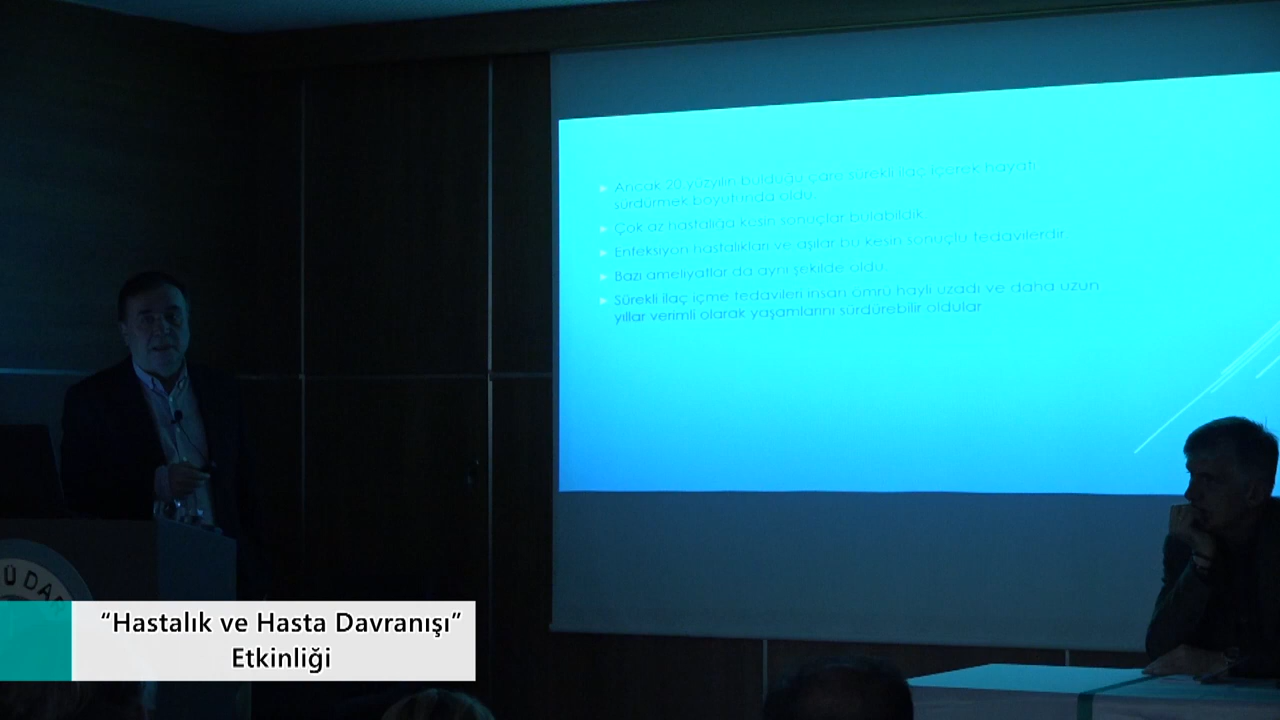 Ancak 20 yüzyılın bulduğu çare sürekli ilaç içerek hayatı
sürdürmek boyutunda oldu.
Çok az hastalığa kesin sonuçlar bulabildik.
Enfeksiyon hastalıkları ve aşılar bu kesin sonuçlu tedavilerdir.
Bazı ameliyatlar da aynı şekilde oldu.
Sürekli ilaç içme tedavileri insan ömrü hayli uzadı ve daha uzun
yıllar verimli olarak yaşamlarını sürdürebilir oldular
Ü DA
“Hastalık ve Hasta Davranışı”
Etkinliği